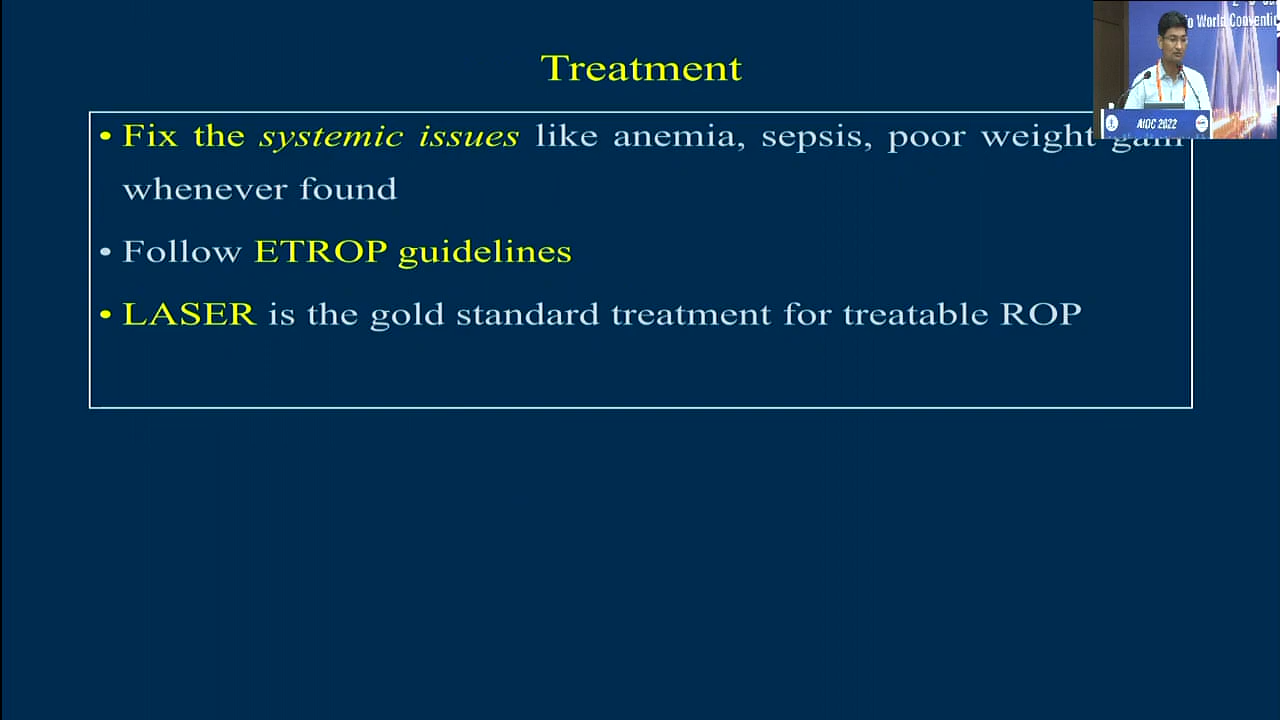 Treatment
• Fix the systemic issues like anemia, sepsis, poor weight gain
whenever found
• Follow ETROP guidelines
• LASER is the gold standard treatment for treatable ROP
o World Conventio
AIOC 2022